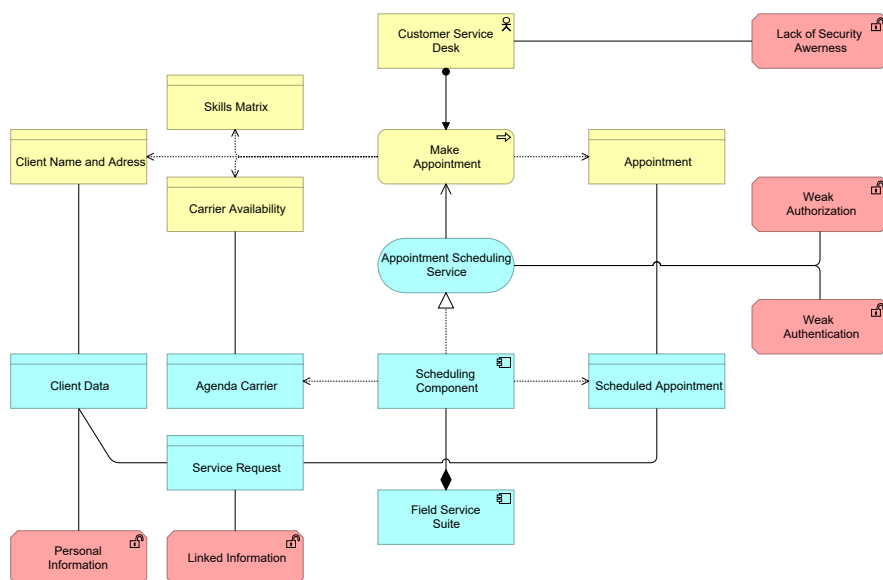 Customer Service
Desk
Lack of Security
Awerness
Skills Matrix
Client Name and Adress
Make
Appointment
Appointment
Carrier Availability
Weak
Authorization
Appointment Scheduling
Service
Weak
Authentication
Client Data
Agenda Carrier
Scheduling
Component
Scheduled Appointment
Service Request
Field Service
Suite
Personal
Information
Linked Information